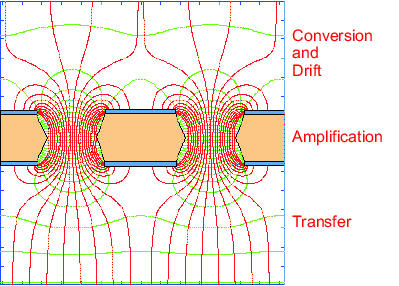 Conversion
and
Drift
Amplification
Transfer